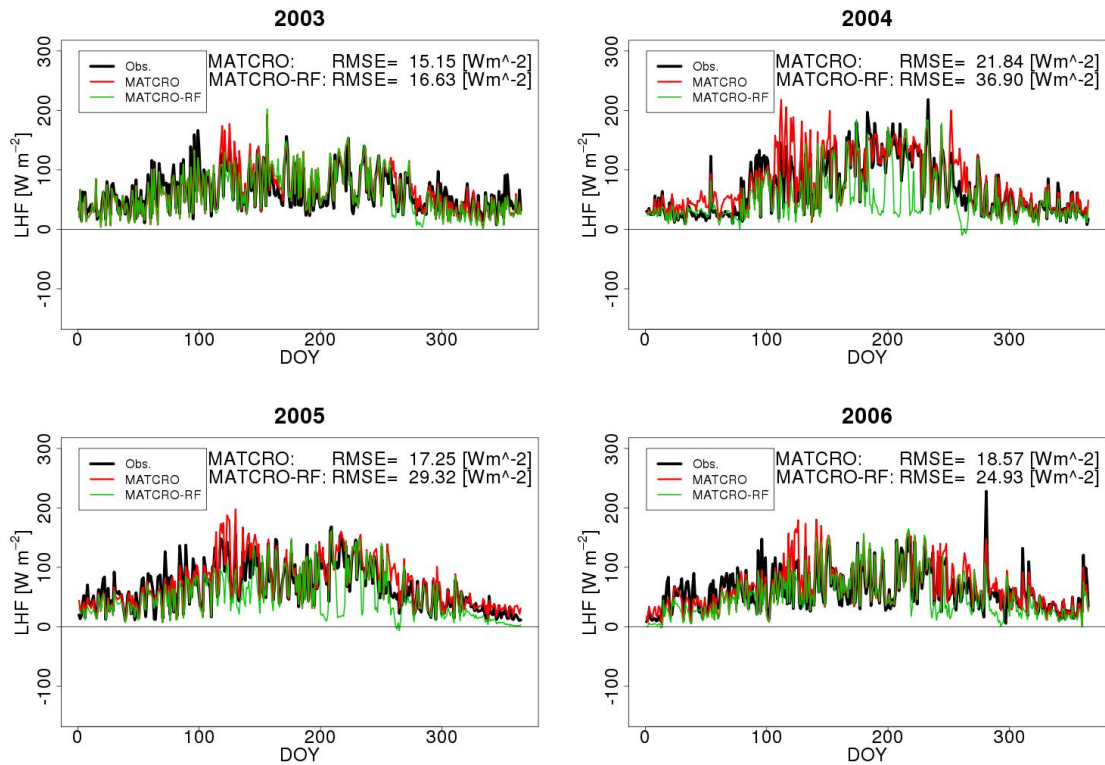 2003
Obs.
MATCRO
MATCRO-RF
MATCRO: RMSE= 15.15 [Wm^-2]
MATCRO-RF: RMSE= 16.63 [Wm^-2]
LHF [W m⁻²]
300
200
100
0
-100
0 100 200 300
DOY
2004
Obs.
MATCRO
MATCRO-RF
MATCRO: RMSE= 21.84 [Wm^-2]
MATCRO-RF: RMSE= 36.90 [Wm^-2]
LHF [W m⁻²]
300
200
100
0
-100
0 100 200 300
DOY
2005
Obs.
MATCRO
MATCRO-RF
MATCRO: RMSE= 17.25 [Wm^-2]
MATCRO-RF: RMSE= 29.32 [Wm^-2]
LHF [W m⁻²]
300
200
100
0
-100
0 100 200 300
DOY
2006
Obs.
MATCRO
MATCRO-RF
MATCRO: RMSE= 18.57 [Wm^-2]
MATCRO-RF: RMSE= 24.93 [Wm^-2]
LHF [W m⁻²]
300
200
100
0
-100
0 100 200 300
DOY